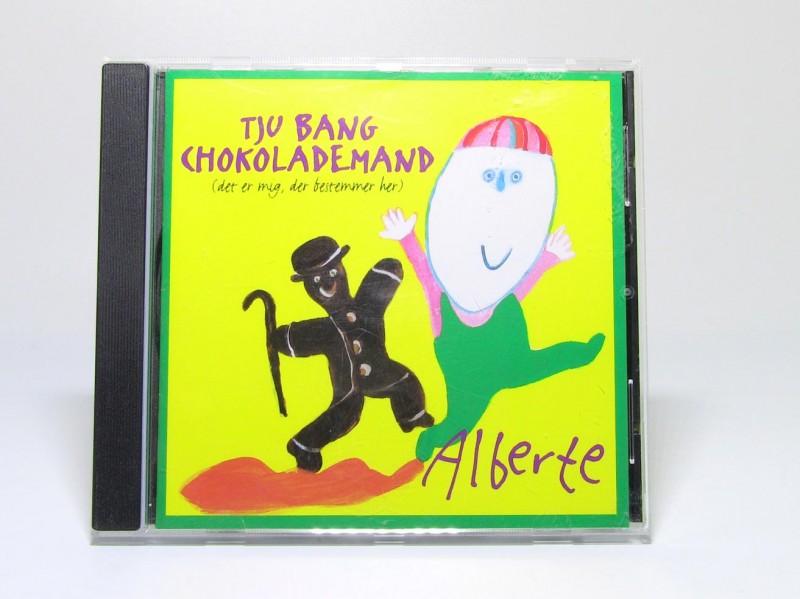 TJU BANG
CHOKOLADEMAND
(det er mig, der bestemmer her)
Alberte